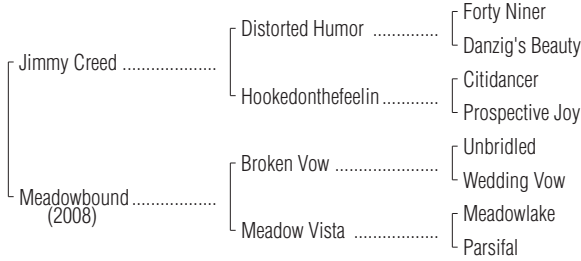 Forty Niner
Distorted Humor ..............
Danzig's Beauty
Jimmy Creed ....................
Citidancer
Hookedonthefeelin ............
Prospective Joy
Unbridled
Broken Vow ......................
Wedding Vow
Meadowbound ..................
(2008)
Meadowlake
Meadow Vista ..................
Parsifal